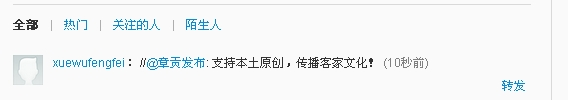 全部 | 热门 | 关注的人 | 陌生人
xuewufengfei： //@章贡发布: 支持本土原创，传播客家文化！ (10秒前)
转发